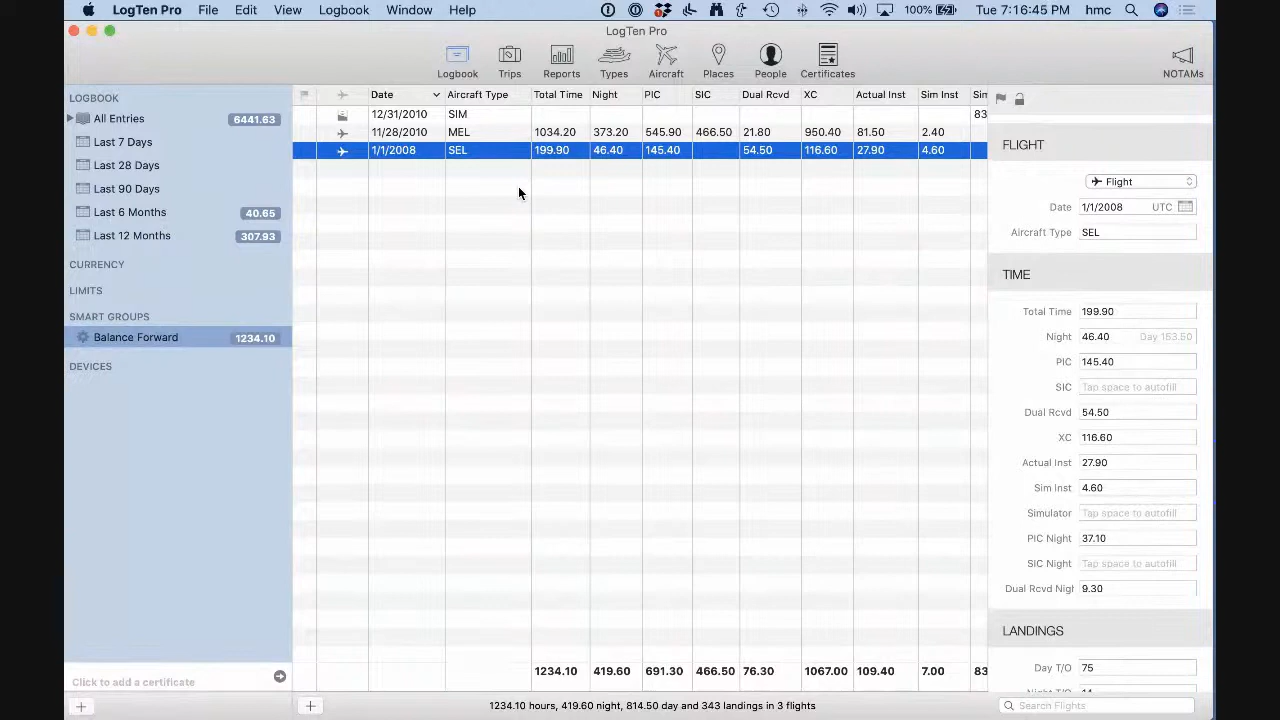 LogTen Pro File Edit View Logbook Window Help 100% Tue 7:16:45 PM hmc
LogTen Pro
Logbook Trips Reports Types Aircraft Places People Certificates NOTAMs
LOGBOOK
All Entries 6441.63
Last 7 Days
Last 28 Days
Last 90 Days
Last 6 Months 40.65
Last 12 Months 307.93
CURRENCY
LIMITS
SMART GROUPS
Balance Forward 1234.10
DEVICES
Click to add a certificate
Date Aircraft Type Total Time Night PIC SIC Dual Rcvd XC Actual Inst Sim Inst Sim
12/31/2010 SIM 83
11/28/2010 MEL 1034.20 373.20 545.90 466.50 21.80 950.40 81.50 2.40
1/1/2008 SEL 199.90 46.40 145.40 54.50 116.60 27.90 4.60
1234.10 419.60 691.30 466.50 76.30 1067.00 109.40 7.00 83
1234.10 hours, 419.60 night, 814.50 day and 343 landings in 3 flights
FLIGHT
Flight
Date 1/1/2008 UTC
Aircraft Type SEL
TIME
Total Time 199.90
Night 46.40 Day 153.50
PIC 145.40
SIC Tap space to autofill
Dual Rcvd 54.50
XC 116.60
Actual Inst 27.90
Sim Inst 4.60
Simulator Tap space to autofill
PIC Night 37.10
SIC Night Tap space to autofill
Dual Rcvd Nigh 9.30
LANDINGS
Day T/O 75
Night T/O 14
Search Flights